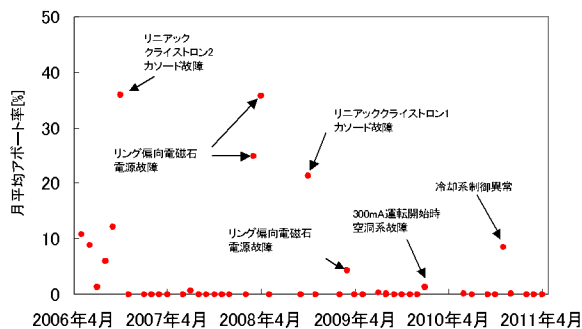 50
40
30
20
10
0
月平均アボート率[%]
リニアック
クライストロン2
カソード故障
リング偏向電磁石
電源故障
リニアッククライストロン1
カソード故障
リング偏向電磁石
電源故障
300mA運転開始時
空洞系故障
冷却系制御異常
2006年4月
2007年4月
2008年4月
2009年4月
2010年4月
2011年4月